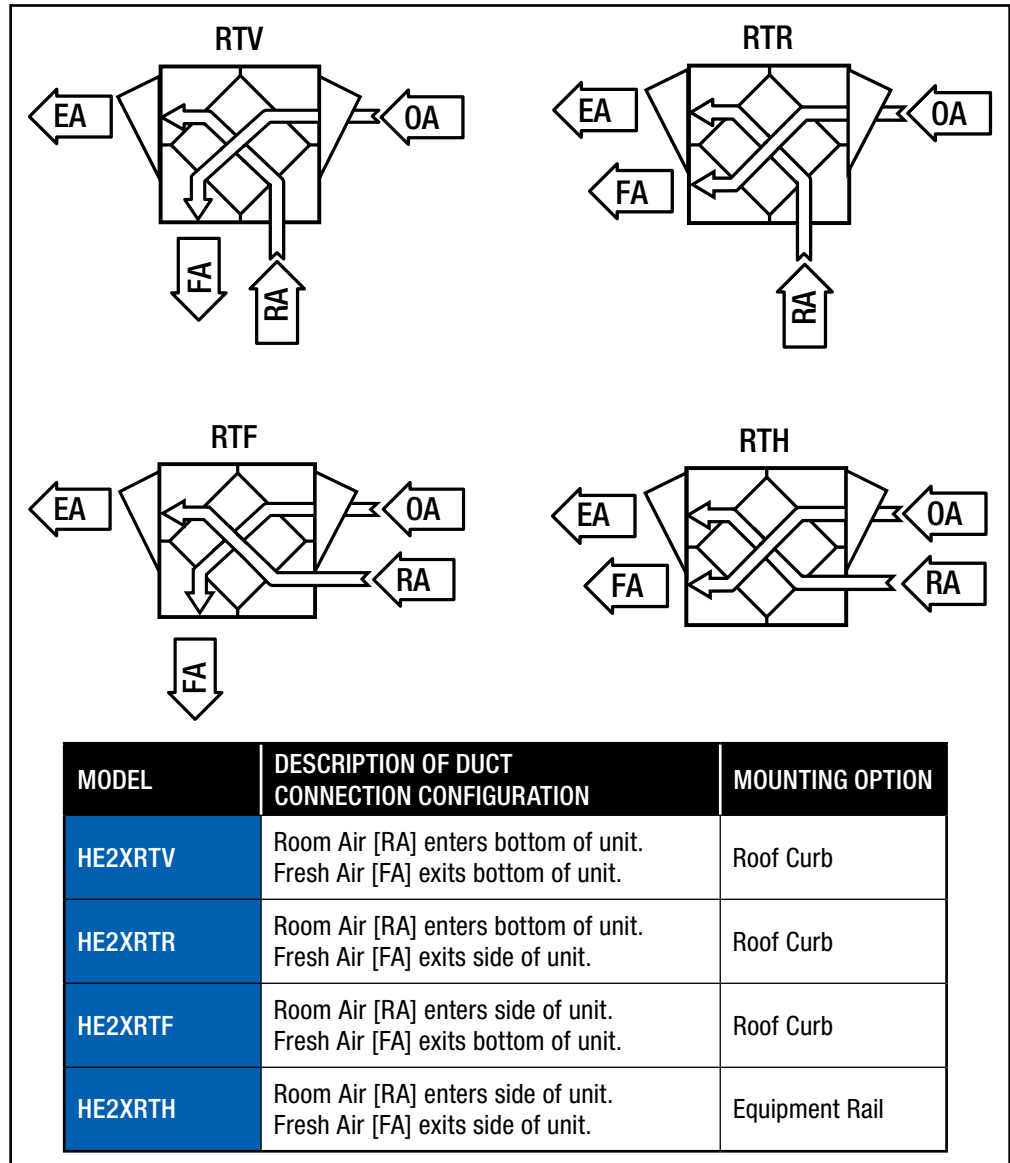 RTV
EA
OA
FA
RA
RTR
EA
OA
FA
RA
RTF
EA
OA
RA
FA
RTH
EA
OA
FA
RA
MODEL
DESCRIPTION OF DUCT
CONNECTION CONFIGURATION
MOUNTING OPTION
HE2XRTV
Room Air [RA] enters bottom of unit.
Fresh Air [FA] exits bottom of unit.
Roof Curb
HE2XRTR
Room Air [RA] enters bottom of unit.
Fresh Air [FA] exits side of unit.
Roof Curb
HE2XRTF
Room Air [RA] enters side of unit.
Fresh Air [FA] exits bottom of unit.
Roof Curb
HE2XRTH
Room Air [RA] enters side of unit.
Fresh Air [FA] exits side of unit.
Equipment Rail